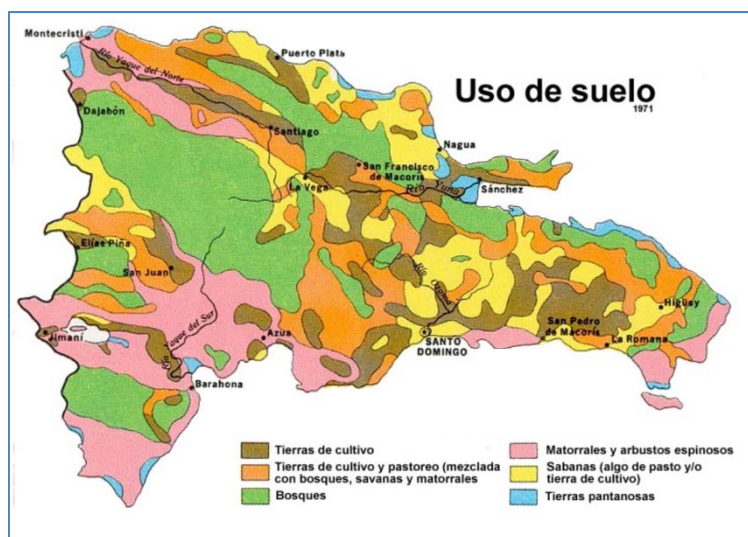 Uso de suelo
1971
Montecristi
Puerto Plata
Río Yaque del Norte
Dajabón
Santiago
Nagua
San Francisco
de Macorís
La Vega
Río Yuna
Sánchez
Elías Piña
San Juan
Río Ozama
Higüey
Jimaní
Río Yaque del Sur
Azua
SANTO
DOMINGO
San Pedro
de Macorís
La Romana
Barahona
Tierras de cultivo
Tierras de cultivo y pastoreo (mezclada
con bosques, savanas y matorrales
Bosques
Matorrales y arbustos espinosos
Sabanas (algo de pasto y/o
tierra de cultivo)
Tierras pantanosas